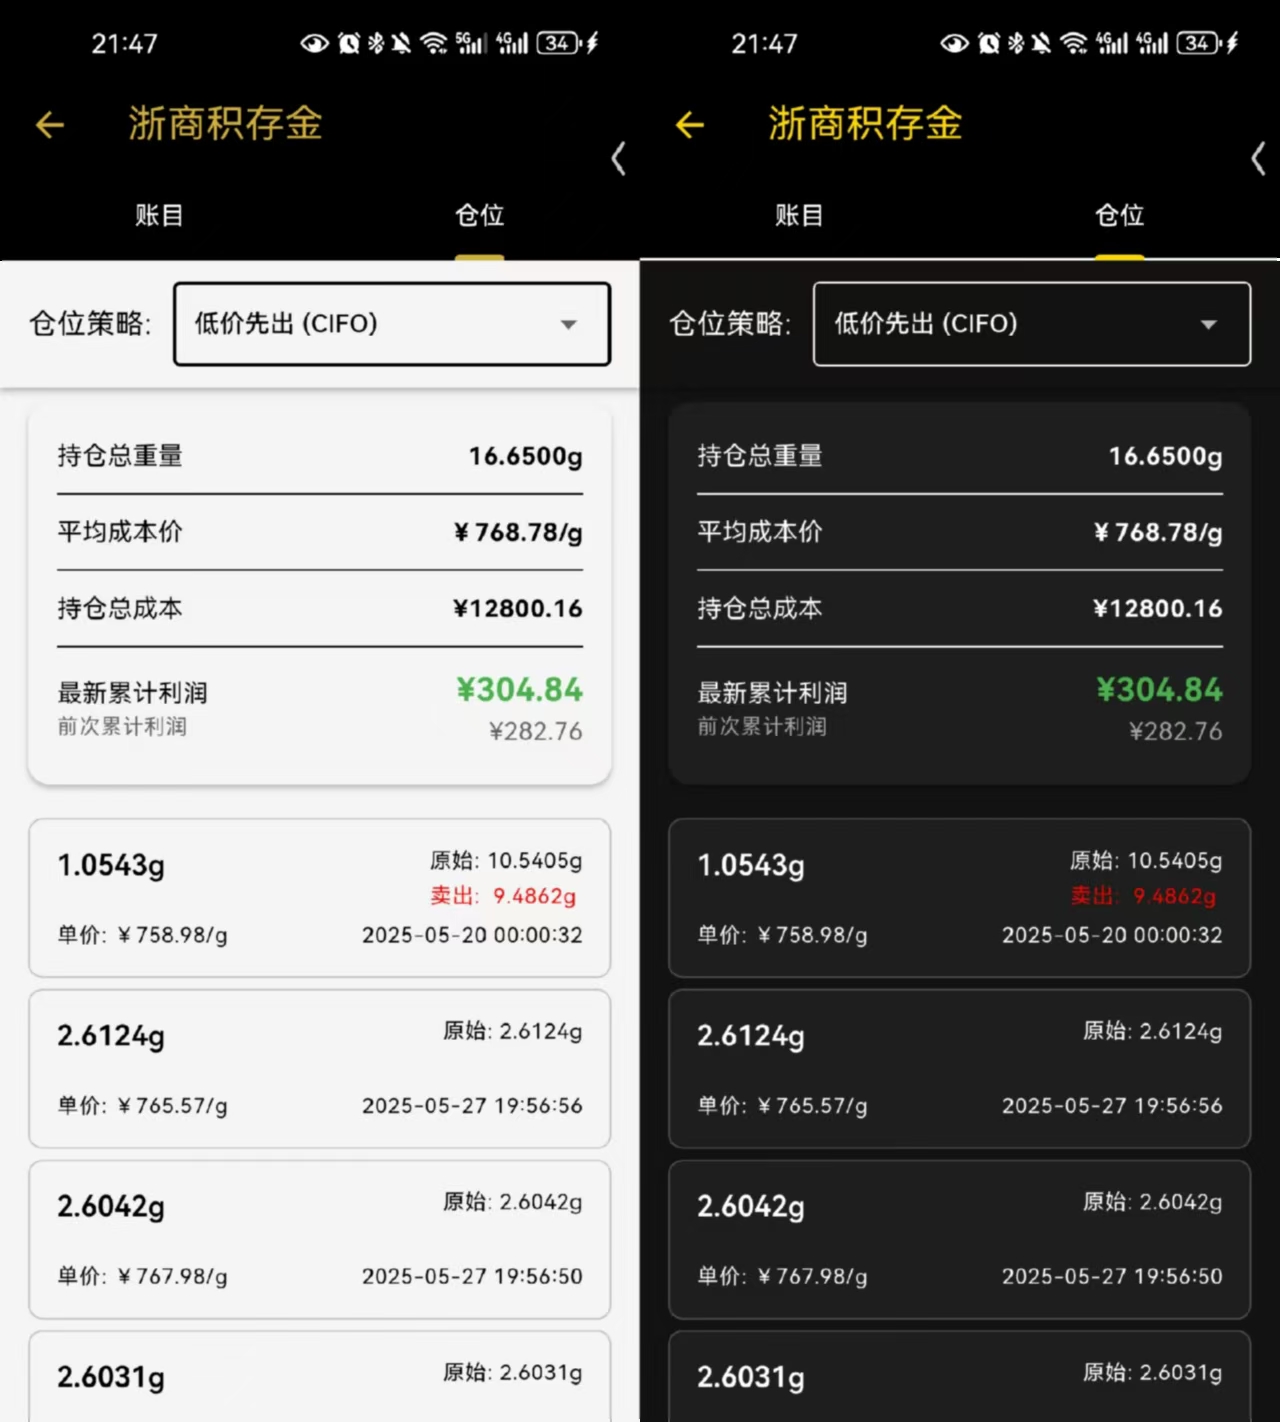 21:47
5G
4G
34
浙商积存金
账目
仓位
仓位策略:
低价先出 (CIFO)
持仓总重量
16.6500g
平均成本价
¥768.78/g
持仓总成本
¥12800.16
最新累计利润
¥304.84
前次累计利润
¥282.76
1.0543g
原始: 10.5405g
卖出: 9.4862g
单价: ¥758.98/g
2025-05-20 00:00:32
2.6124g
原始: 2.6124g
单价: ¥765.57/g
2025-05-27 19:56:56
2.6042g
原始: 2.6042g
单价: ¥767.98/g
2025-05-27 19:56:50
2.6031g
原始: 2.6031g
21:47
4G
4G
34
浙商积存金
账目
仓位
仓位策略:
低价先出 (CIFO)
持仓总重量
16.6500g
平均成本价
¥768.78/g
持仓总成本
¥12800.16
最新累计利润
¥304.84
前次累计利润
¥282.76
1.0543g
原始: 10.5405g
卖出: 9.4862g
单价: ¥758.98/g
2025-05-20 00:00:32
2.6124g
原始: 2.6124g
单价: ¥765.57/g
2025-05-27 19:56:56
2.6042g
原始: 2.6042g
单价: ¥767.98/g
2025-05-27 19:56:50
2.6031g
原始: 2.6031g